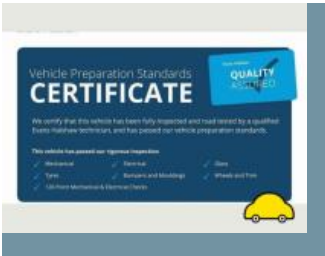 Vehicle Preparation Standards
CERTIFICATE
QUALITY
ASSURED
We certify that this vehicle has been fully inspected and road tested by a qualified
Evans Halshaw technician, and has passed our vehicle preparation standards.
This vehicle has passed our rigorous inspection
Mechanical
Electrical
Glass
Tyres
Bumpers and Mouldings
Wheels and Trim
120 Point Mechanical & Electrical Checks